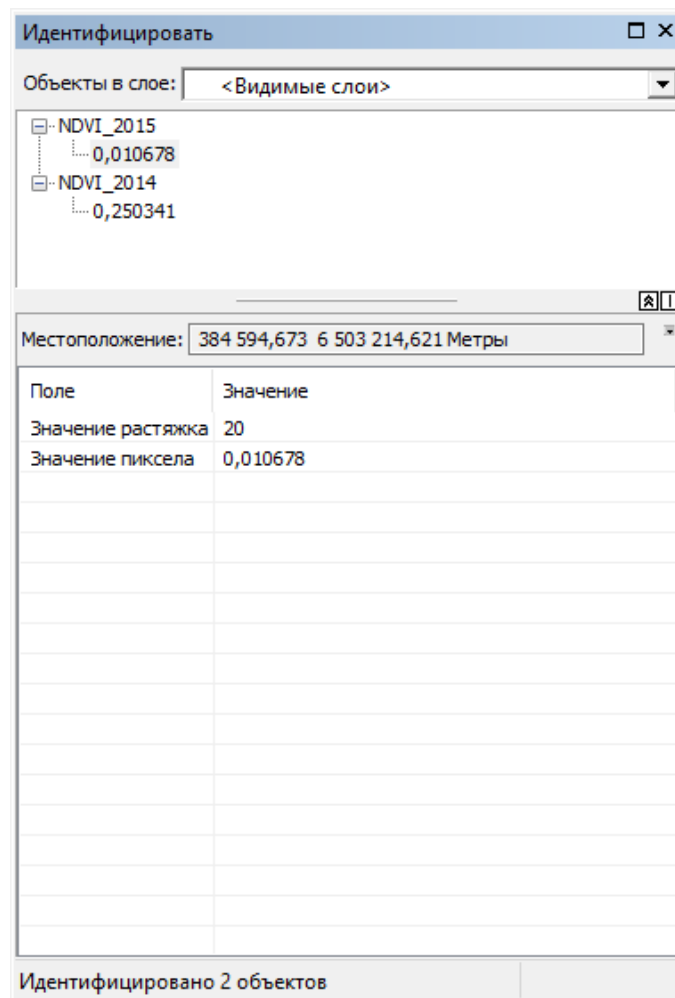 Идентифицировать
Объекты в слое: <Видимые слои>
NDVI_2015
0,010678
NDVI_2014
0,250341
Местоположение: 384 594,673 6 503 214,621 Метры
Поле Значение
Значение растяжка 20
Значение пиксела 0,010678
Идентифицировано 2 объектов